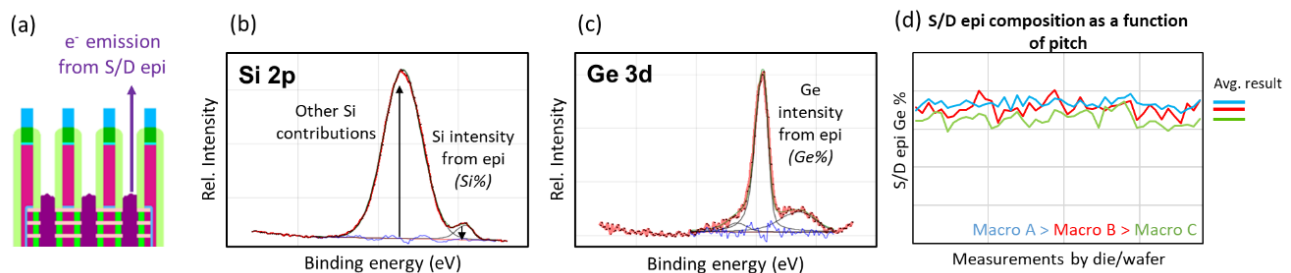 (a)
e- emission
from S/D epi
(b)
Si 2p
Other Si
contributions
Si intensity
from epi
(Si%)
Rel. Intensity
Binding energy (eV)
(c)
Ge 3d
Ge
intensity
from epi
(Ge%)
Rel. Intensity
Binding energy (eV)
(d)
S/D epi composition as a function
of pitch
Avg. result
S/D epi Ge %
Macro A > Macro B > Macro C
Measurements by die/wafer